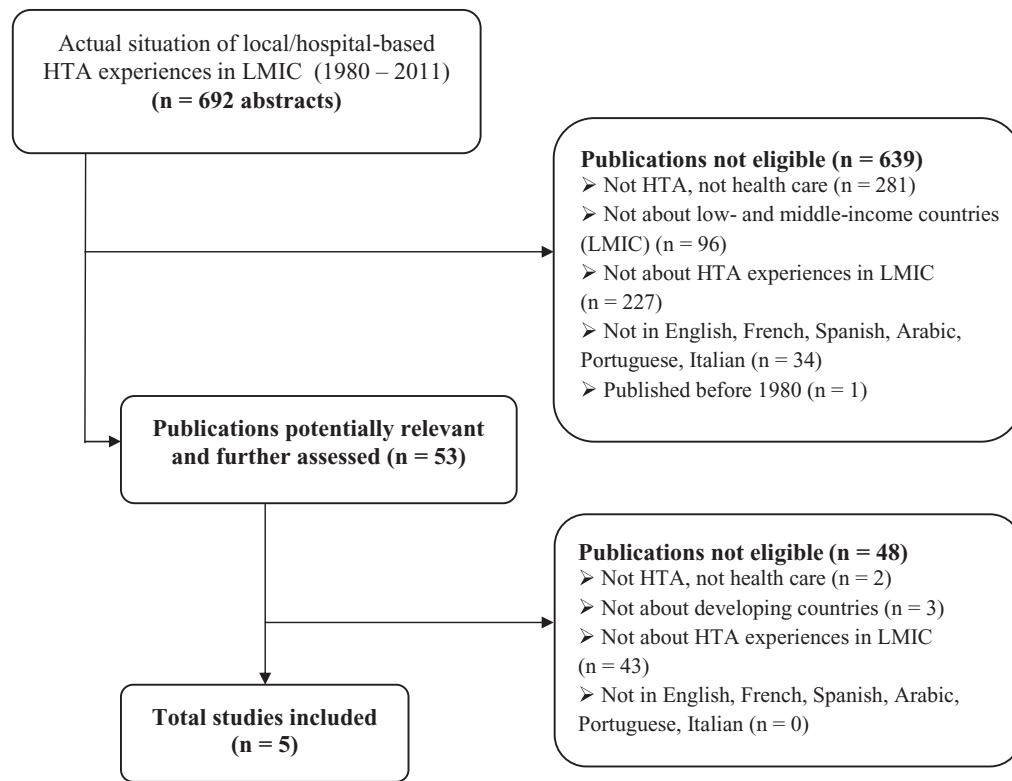 Actual situation of local/hospital-based
HTA experiences in LMIC (1980 – 2011)
(n = 692 abstracts)
Publications not eligible (n = 639)
➤ Not HTA, not health care (n = 281)
➤ Not about low- and middle-income countries
(LMIC) (n = 96)
➤ Not about HTA experiences in LMIC
(n = 227)
➤ Not in English, French, Spanish, Arabic,
Portuguese, Italian (n = 34)
➤ Published before 1980 (n = 1)
Publications potentially relevant
and further assessed (n = 53)
Publications not eligible (n = 48)
➤ Not HTA, not health care (n = 2)
➤ Not about developing countries (n = 3)
➤ Not about HTA experiences in LMIC
(n = 43)
➤ Not in English, French, Spanish, Arabic,
Portuguese, Italian (n = 0)
Total studies included
(n = 5)